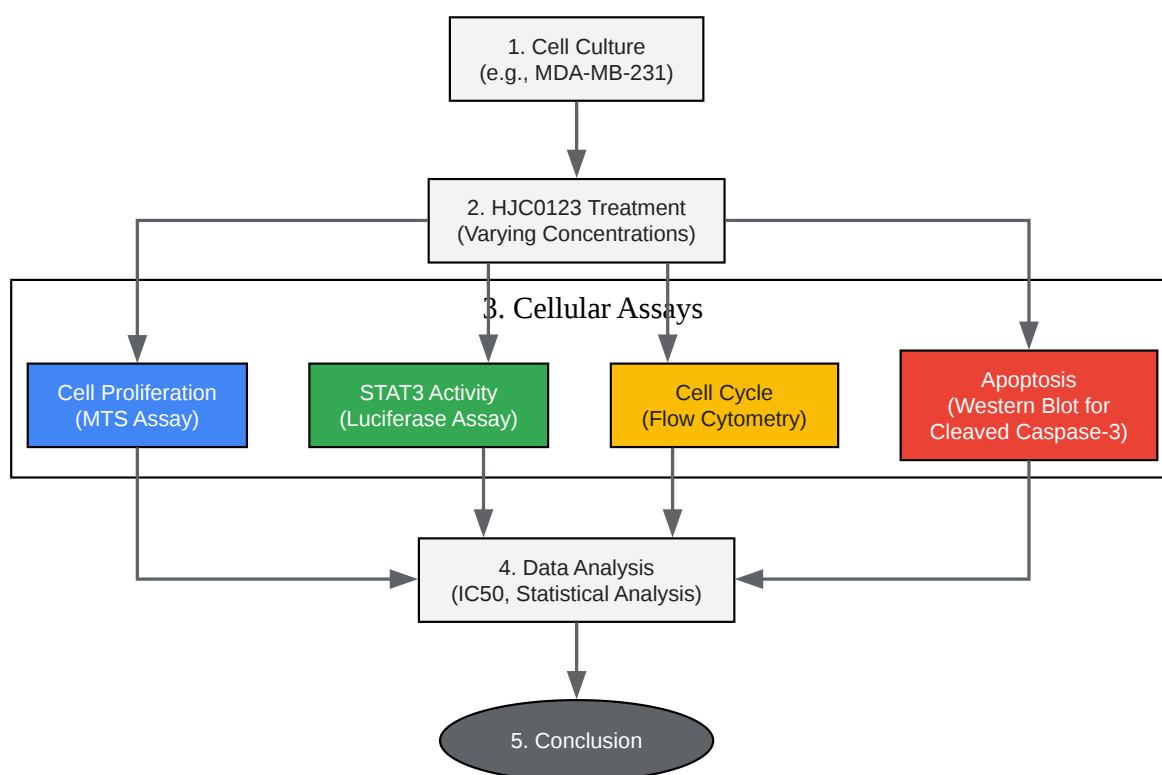 1. Cell Culture
(e.g., MDA-MB-231)
2. HJC0123 Treatment
(Varying Concentrations)
3. Cellular Assays
Cell Proliferation
(MTS Assay)
STAT3 Activity
(Luciferase Assay)
Cell Cycle
(Flow Cytometry)
Apoptosis
(Western Blot for
Cleaved Caspase-3)
4. Data Analysis
(IC50, Statistical Analysis)
5. Conclusion